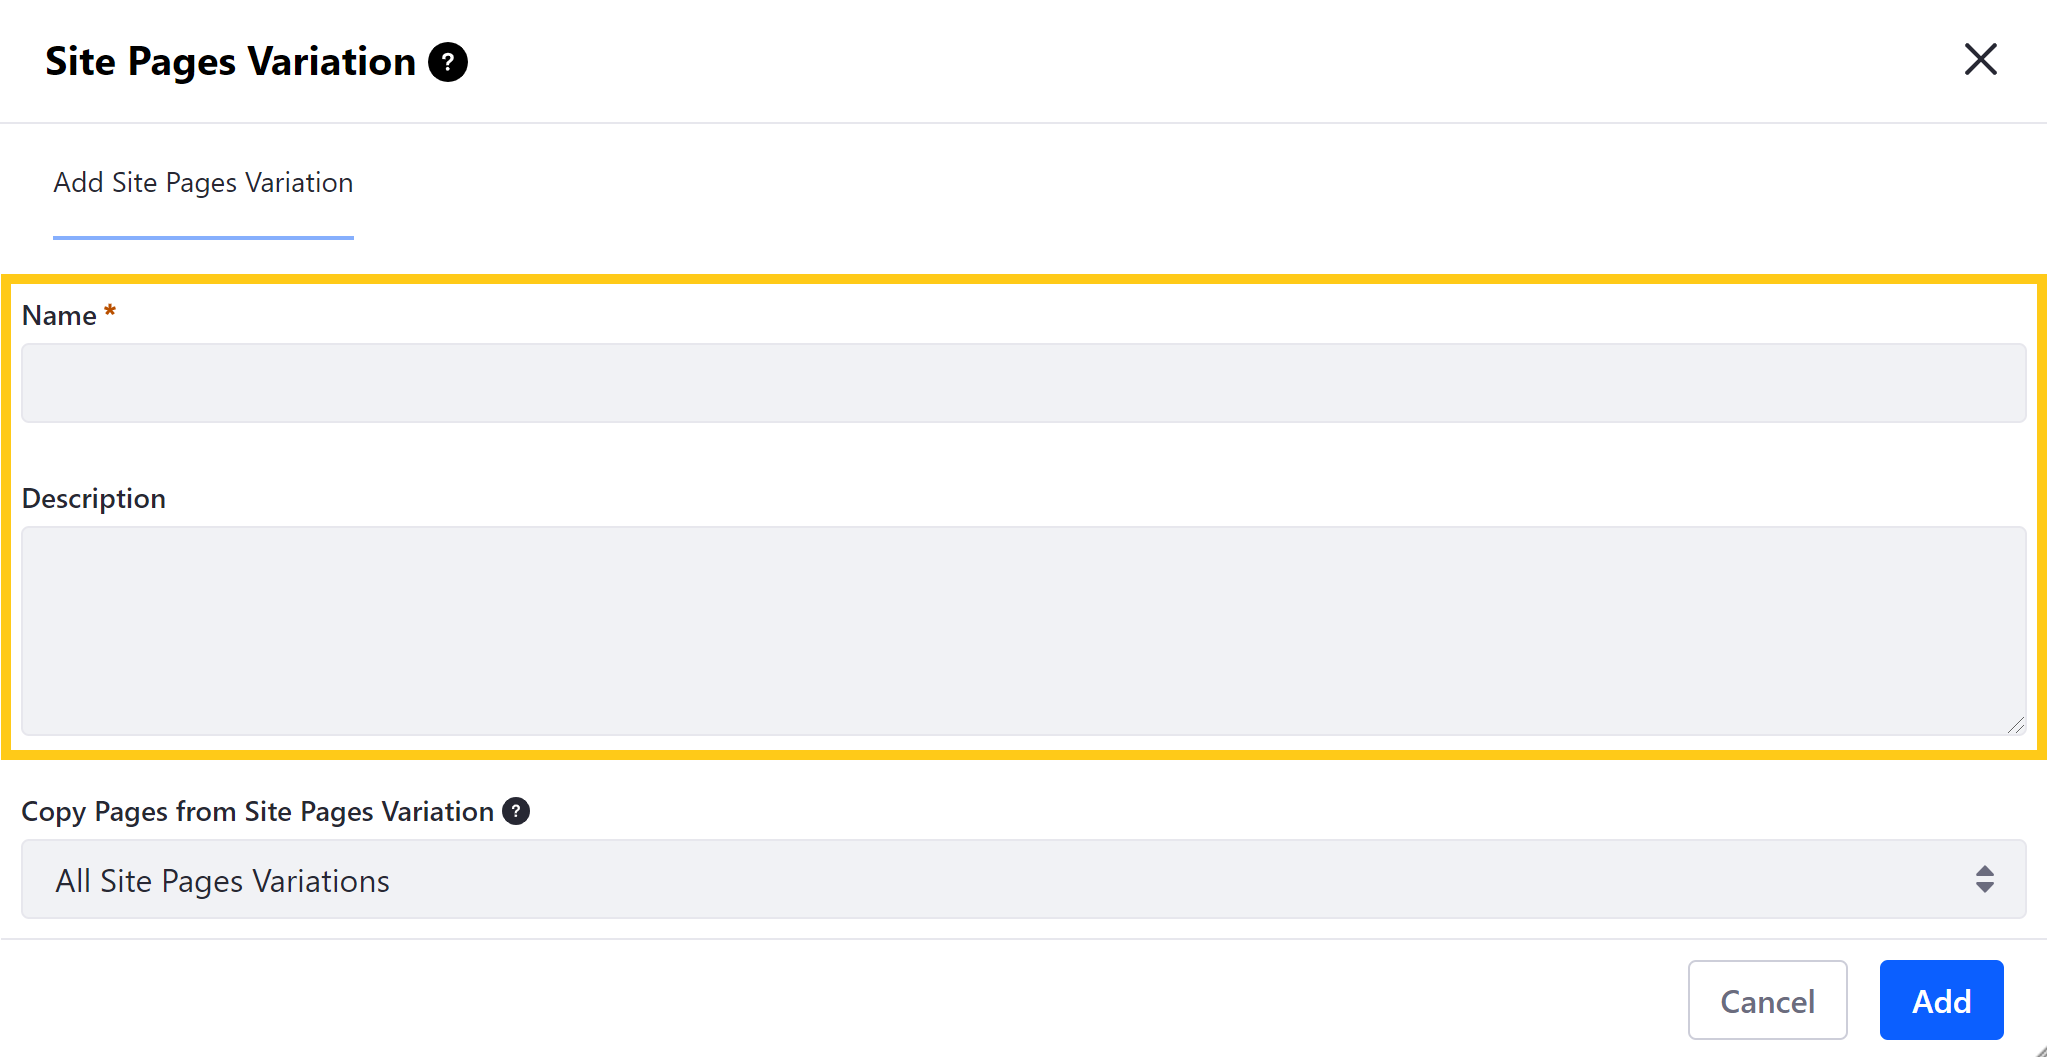 Site Pages Variation ?
Add Site Pages Variation
Name *
Description
Copy Pages from Site Pages Variation ?
All Site Pages Variations
Cancel Add